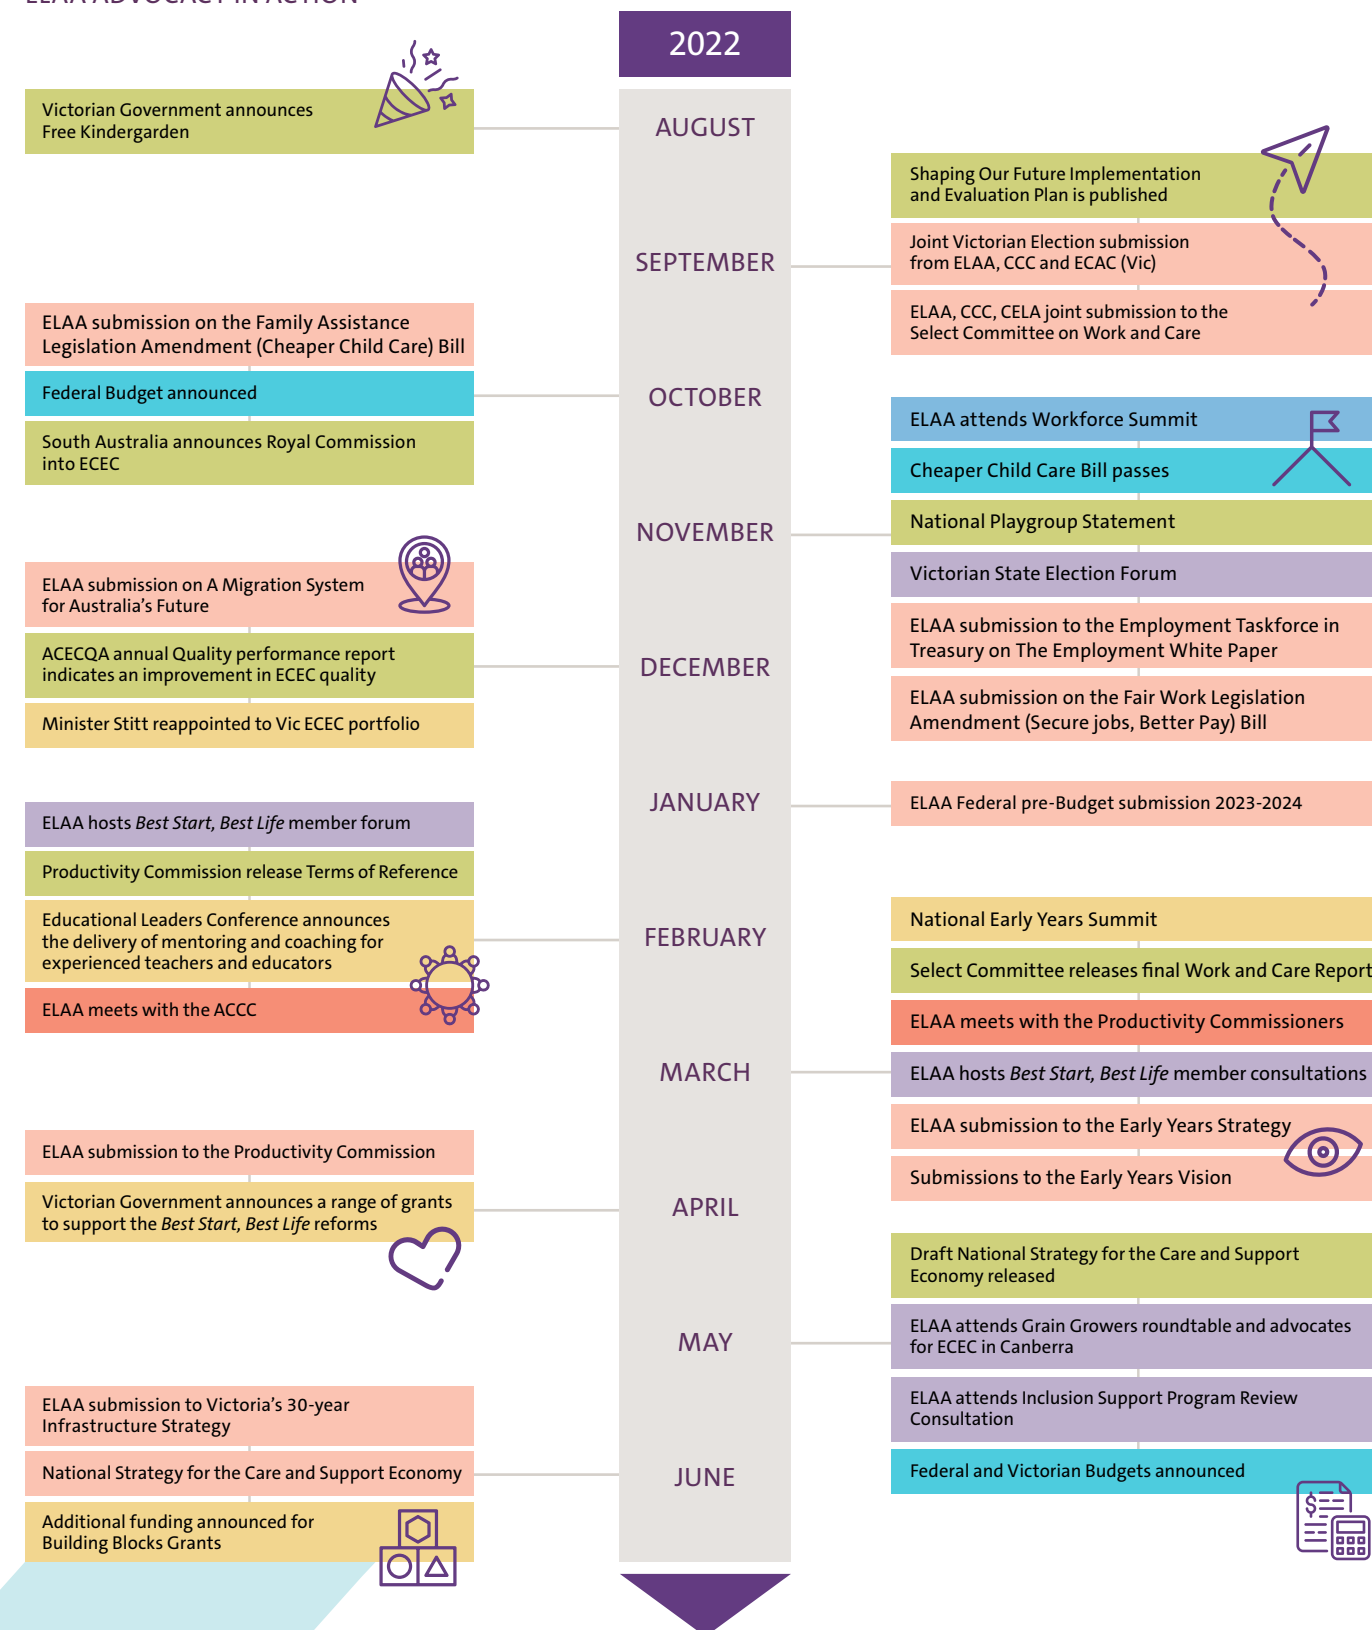 ELAA ADVOCACY IN ACTION
2022
AUGUST
Victorian Government announces
Free Kindergarden
SEPTEMBER
Shaping Our Future Implementation
and Evaluation Plan is published
Joint Victorian Election submission
from ELAA, CCC and ECAC (Vic)
ELAA, CCC, CELA joint submission to the
Select Committee on Work and Care
OCTOBER
ELAA submission on the Family Assistance
Legislation Amendment (Cheaper Child Care) Bill
Federal Budget announced
South Australia announces Royal Commission
into ECEC
NOVEMBER
ELAA attends Workforce Summit
Cheaper Child Care Bill passes
National Playgroup Statement
Victorian State Election Forum
ELAA submission to the Employment Taskforce in
Treasury on The Employment White Paper
ELAA submission on the Fair Work Legislation
Amendment (Secure jobs, Better Pay) Bill
DECEMBER
ELAA submission on A Migration System
for Australia's Future
ACECQA annual Quality performance report
indicates an improvement in ECEC quality
Minister Stitt reappointed to Vic ECEC portfolio
JANUARY
ELAA Federal pre-Budget submission 2023-2024
FEBRUARY
ELAA hosts Best Start, Best Life member forum
Productivity Commission release Terms of Reference
Educational Leaders Conference announces
the delivery of mentoring and coaching for
experienced teachers and educators
ELAA meets with the ACCC
MARCH
National Early Years Summit
Select Committee releases final Work and Care Report
ELAA meets with the Productivity Commissioners
ELAA hosts Best Start, Best Life member consultations
ELAA submission to the Early Years Strategy
Submissions to the Early Years Vision
APRIL
ELAA submission to the Productivity Commission
Victorian Government announces a range of grants
to support the Best Start, Best Life reforms
MAY
Draft National Strategy for the Care and Support
Economy released
ELAA attends Grain Growers roundtable and advocates
for ECEC in Canberra
ELAA attends Inclusion Support Program Review
Consultation
Federal and Victorian Budgets announced
$
JUNE
ELAA submission to Victoria's 30-year
Infrastructure Strategy
National Strategy for the Care and Support Economy
Additional funding announced for
Building Blocks Grants